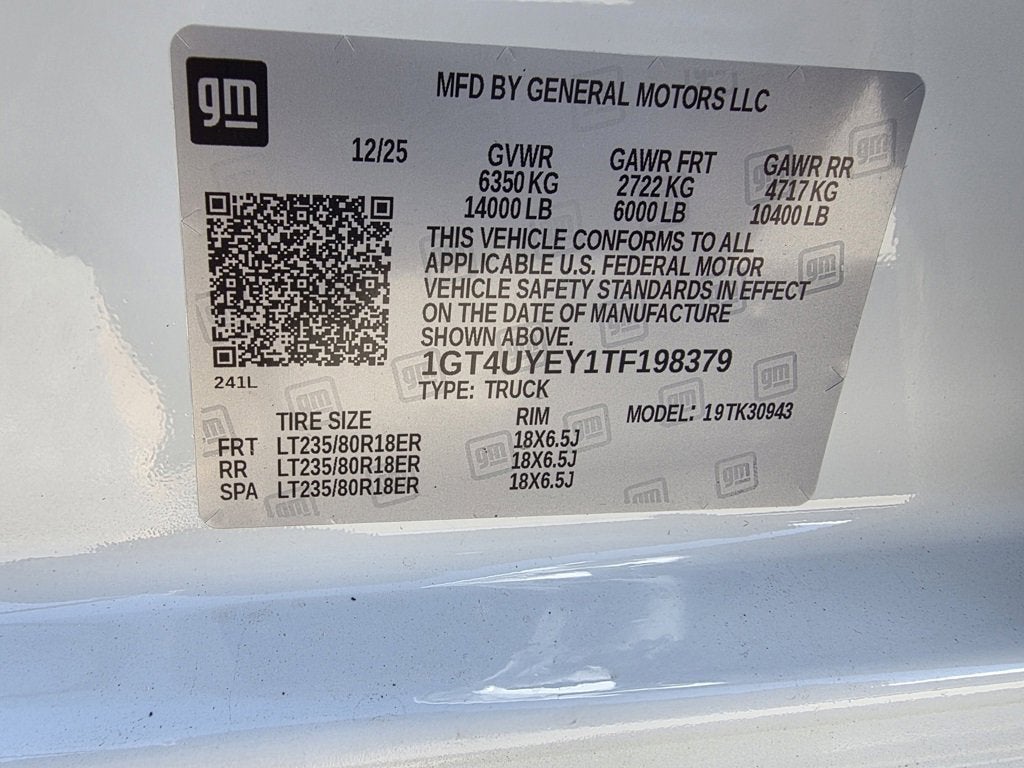 gm
MFD BY GENERAL MOTORS LLC
12/25 GVWR GAWR FRT GAWR RR
6350 KG 2722 KG 4717 KG
14000 LB 6000 LB 10400 LB
THIS VEHICLE CONFORMS TO ALL
APPLICABLE U.S. FEDERAL MOTOR
VEHICLE SAFETY STANDARDS IN EFFECT
ON THE DATE OF MANUFACTURE
SHOWN ABOVE.
1GT4UYEY1TF198379
241L
TYPE: TRUCK
TIRE SIZE RIM MODEL: 19TK30943
FRT LT235/80R18ER 18X6.5J
RR LT235/80R18ER 18X6.5J
SPA LT235/80R18ER 18X6.5J